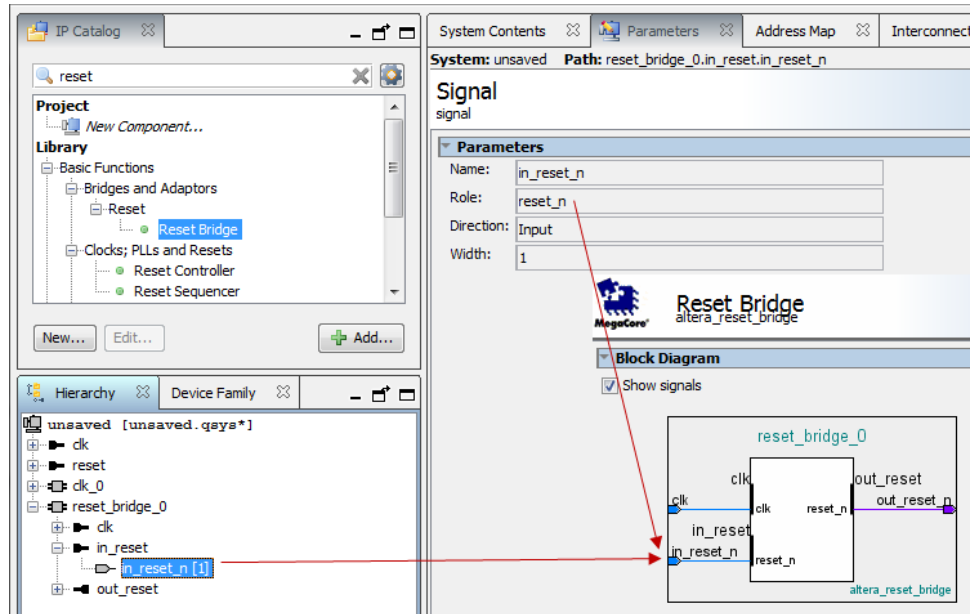 IP Catalog
reset
Project
New Component...
Library
Basic Functions
Bridges and Adaptors
Reset
Reset Bridge
Clocks; PLLs and Resets
Reset Controller
Reset Sequencer
New... Edit... Add...
Hierarchy Device Family
unsaved [unsaved.qsys*]
clk
reset
clk_0
reset_bridge_0
clk
in_reset
in_reset_n [1]
out_reset
System Contents Parameters Address Map Interconnect
System: unsaved Path: reset_bridge_0.in_reset.in_reset_n
Signal
signal
Parameters
Name: in_reset_n
Role: reset_n
Direction: Input
Width: 1
MegaCore®
Reset Bridge
altera_reset_bridge
Block Diagram
Show signals
reset_bridge_0
clk out_reset
clk out_reset_n
clk reset_n
in_reset
in_reset_n
reset_n
altera_reset_bridge